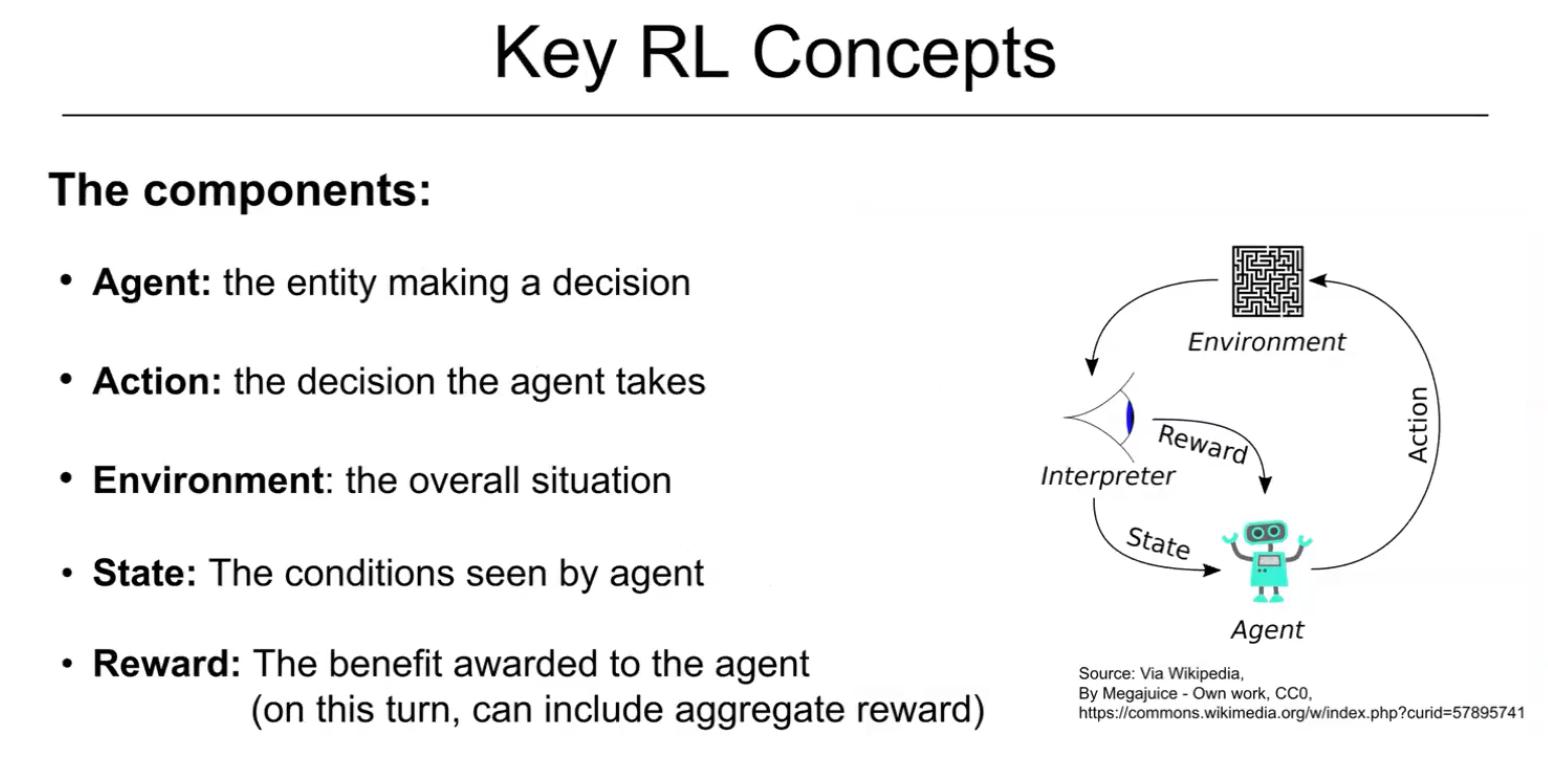 Key RL Concepts
The components:
• Agent: the entity making a decision
• Action: the decision the agent takes
• Environment: the overall situation
• State: The conditions seen by agent
• Reward: The benefit awarded to the agent
(on this turn, can include aggregate reward)
Environment
Action
Reward
Interpreter
State
Agent
Source: Via Wikipedia,
By Megajuice - Own work, CC0,
https://commons.wikimedia.org/w/index.php?curid=57895741